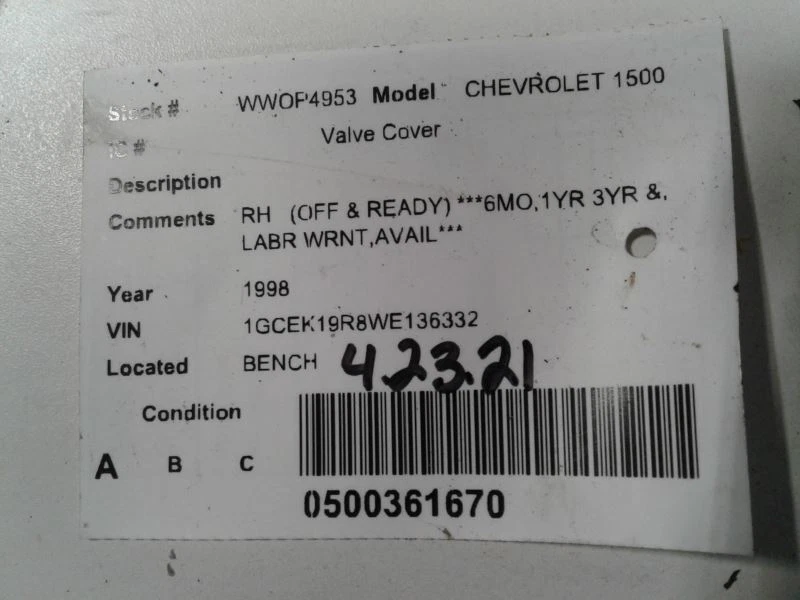 Stock # WWOP4953 Model CHEVROLET 1500
IC # Valve Cover
Description
Comments RH (OFF & READY) ***6MO,1YR 3YR &,
LABR WRNT,AVAIL***
Year 1998
VIN 1GCEK19R8WE136332
Located BENCH 4.23.21
Condition
A B C
0500361670